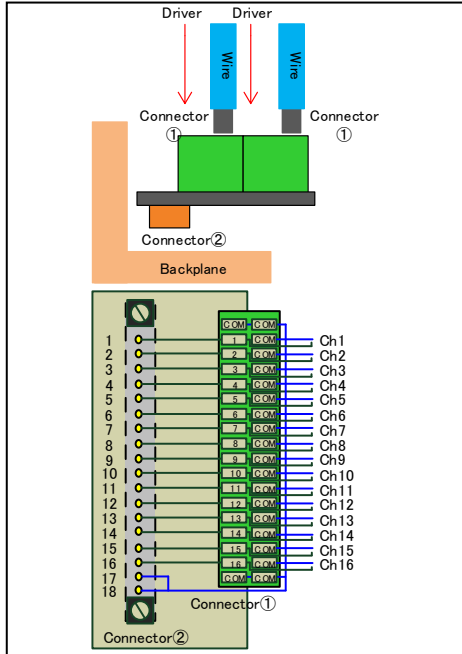 Driver Driver
Wire Wire
Connector① Connector①
Connector②
Backplane
COM COM
1 1 COM Ch1
2 2 COM Ch2
3 3 COM Ch3
4 4 COM Ch4
5 5 COM Ch5
6 6 COM Ch6
7 7 COM Ch7
8 8 COM Ch8
9 9 COM Ch9
10 10 COM Ch10
11 11 COM Ch11
12 12 COM Ch12
13 13 COM Ch13
14 14 COM Ch14
15 15 COM Ch15
16 16 COM Ch16
17 COM COM
18
Connector①
Connector②